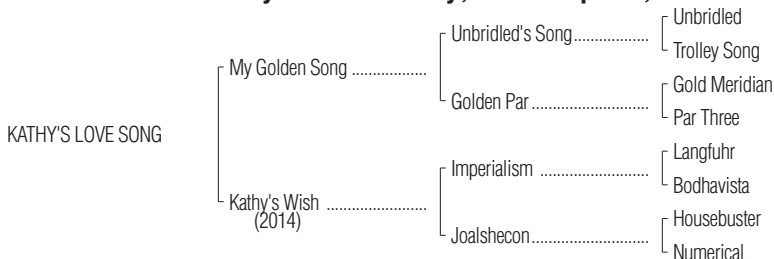 Unbridled
Unbridled's Song..................
Trolley Song
My Golden Song ..................
Gold Meridian
Golden Par............................
Par Three
KATHY'S LOVE SONG
Langfuhr
Imperialism ..........................
Bodhavista
Kathy's Wish ........................
(2014)
Housebuster
Joalshecon............................
Numerical